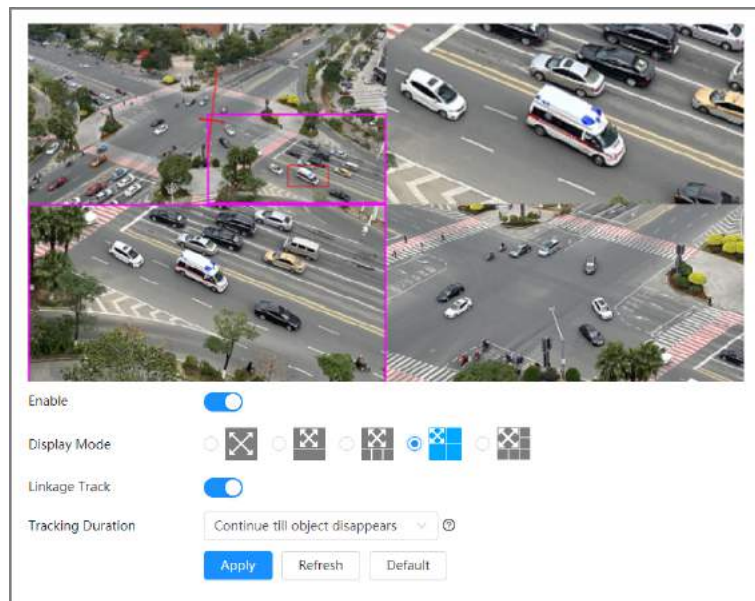 Enable
Display Mode
Linkage Track
Tracking Duration
Continue till object disappears
Apply
Refresh
Default